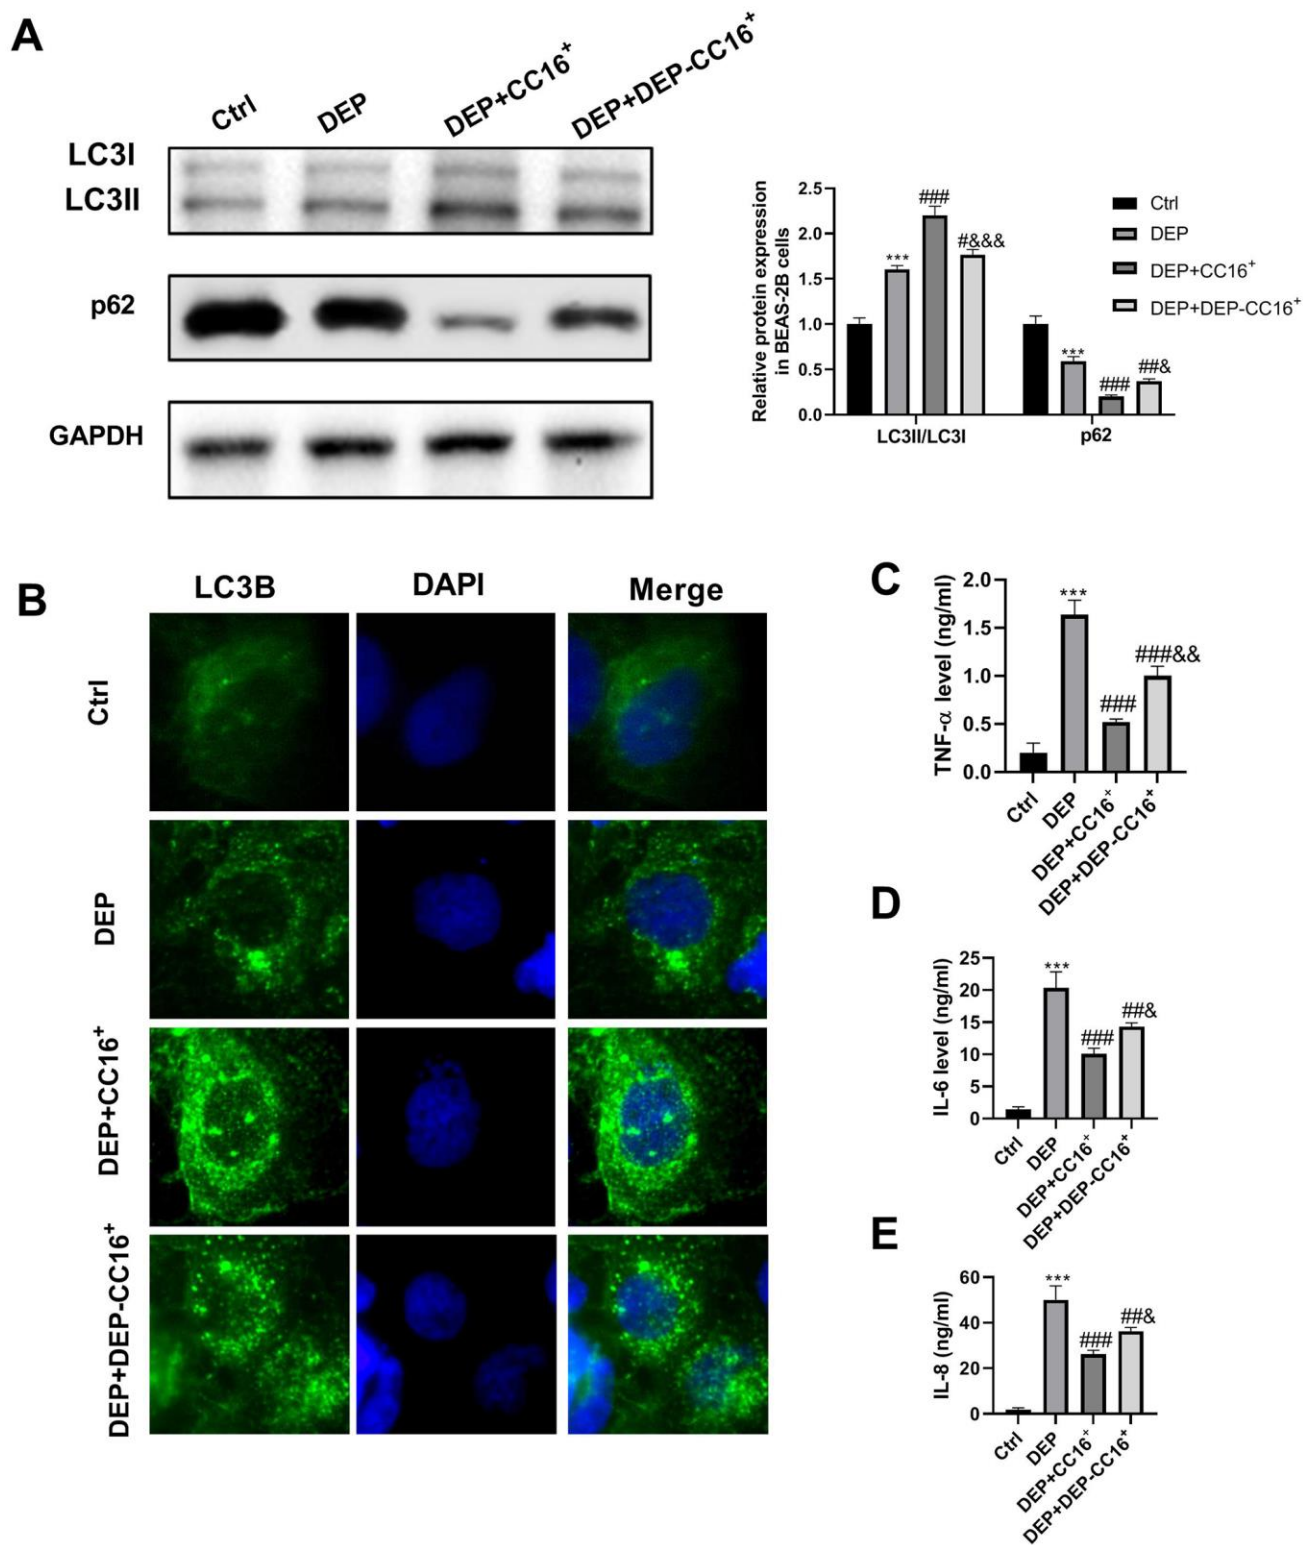 A
Ctrl
DEP
DEP+CC16+
DEP+DEP-CC16+
LC3I
LC3II
p62
GAPDH
Relative protein expression
in BEAS-2B cells
2.5
2.0
1.5
1.0
0.5
0.0
***
###
#&&&
***
###
##&
LC3II/LC3I
p62
Ctrl
DEP
DEP+CC16+
DEP+DEP-CC16+
B
LC3B
DAPI
Merge
Ctrl
DEP
DEP+CC16+
DEP+DEP-CC16+
C
TNF-α level (ng/ml)
2.0
1.5
1.0
0.5
0.0
***
###
###&&
Ctrl
DEP
DEP+CC16+
DEP+DEP-CC16+
D
IL-6 level (ng/ml)
25
20
15
10
5
0
***
###
##&
Ctrl
DEP
DEP+CC16+
DEP+DEP-CC16+
E
IL-8 (ng/ml)
60
40
20
0
***
###
##&
Ctrl
DEP
DEP+CC16+
DEP+DEP-CC16+